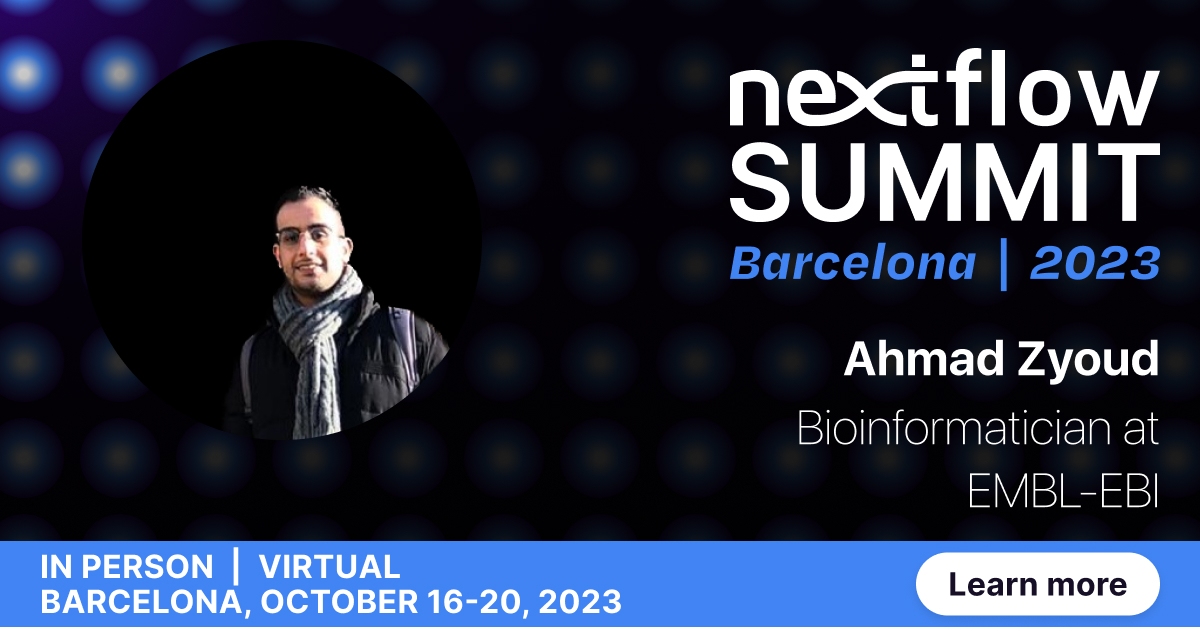 nextflow
SUMMIT
Barcelona | 2023
Ahmad Zyoud
Bioinformatician at
EMBL-EBI
IN PERSON | VIRTUAL
BARCELONA, OCTOBER 16-20, 2023
Learn more